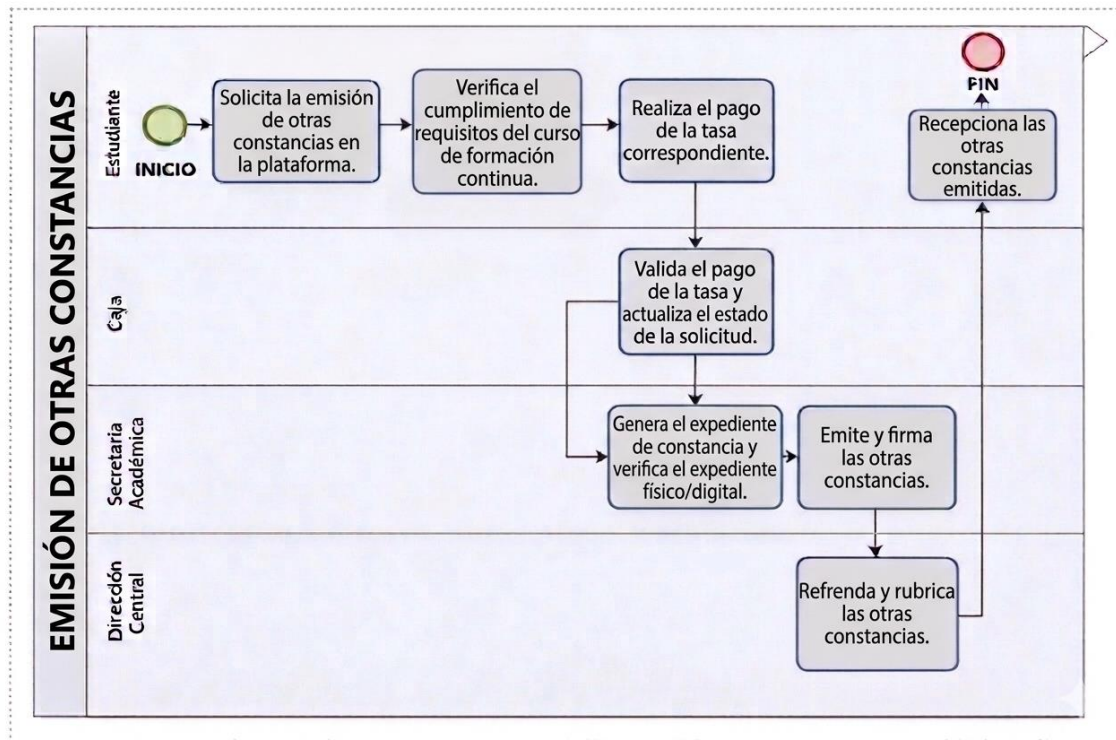 EMISIÓN DE OTRAS CONSTANCIAS
Estudiante
INICIO
Solicita la emisión
de otras
constancias en
la plataforma.
Verifica el
cumplimiento de
requisitos del curso
de formación
continua.
Realiza el pago
de la tasa
correspondiente.
FIN
Recepciona las
otras
constancias
emitidas.
Caja
Valida el pago
de la tasa y
actualiza el estado
de la solicitud.
Secretaria
Académica
Genera el expediente
de constancia y
verifica el expediente
físico/digital.
Emite y firma
las otras
constancias.
Dirección
Central
Refrenda y rubrica
las otras
constancias.